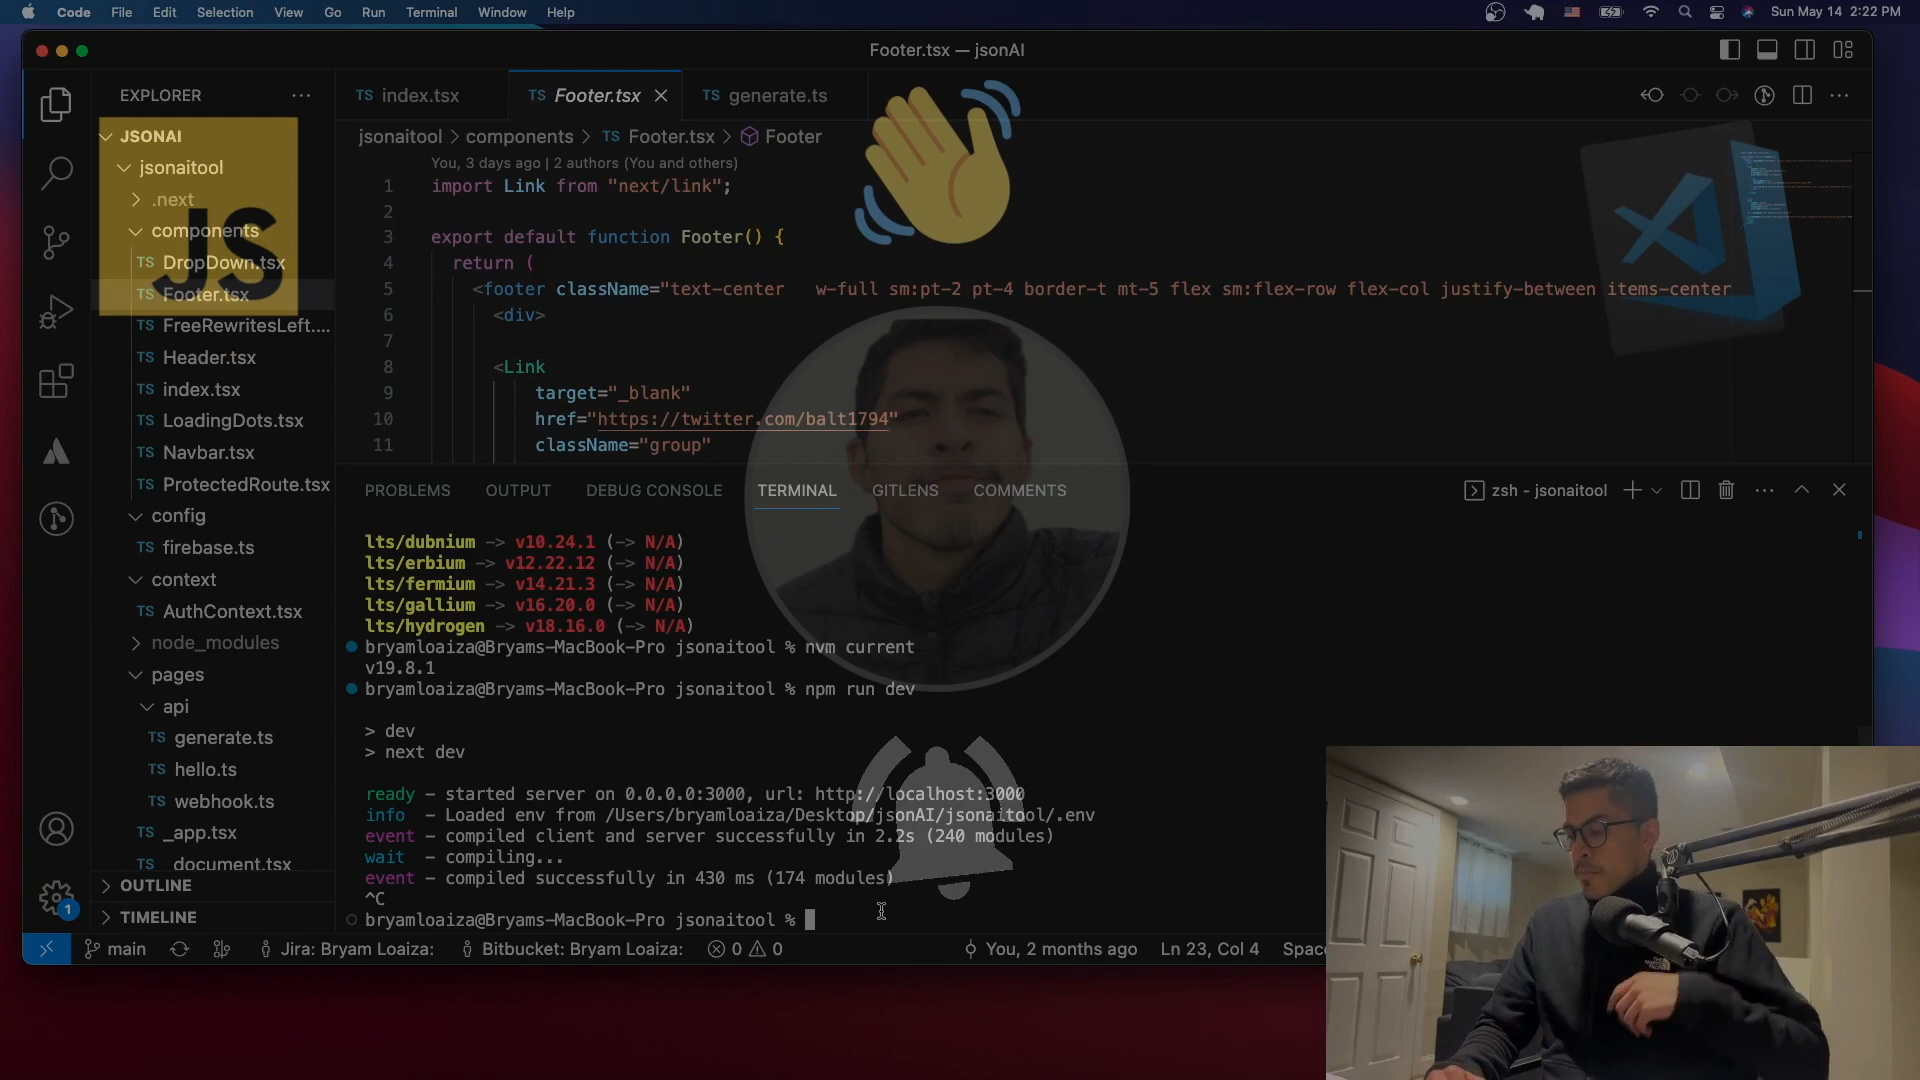 Code File Edit Selection View Go Run Terminal Window Help
Sun May 14 2:22 PM
Footer.tsx — jsonAI
EXPLORER
JSONAI
jsonaitool
.next
components
TS DropDown.tsx
TS Footer.tsx
TS FreeRewritesLeft....
TS Header.tsx
TS index.tsx
TS LoadingDots.tsx
TS Navbar.tsx
TS ProtectedRoute.tsx
config
TS firebase.ts
context
TS AuthContext.tsx
node_modules
pages
api
TS generate.ts
TS hello.ts
TS webhook.ts
TS _app.tsx
_document.tsx
OUTLINE
TIMELINE
JS
TS index.tsx TS Footer.tsx TS generate.ts
jsonaitool > components > TS Footer.tsx > Footer
You, 3 days ago | 2 authors (You and others)
1 import Link from "next/link";
2
3 export default function Footer() {
4 return (
5 <footer className="text-center w-full sm:pt-2 pt-4 border-t mt-5 flex sm:flex-row flex-col justify-between items-center
6 <div>
7
8 <Link
9 target="_blank"
10 href="https://twitter.com/balt1794"
11 className="group"
PROBLEMS OUTPUT DEBUG CONSOLE TERMINAL GITLENS COMMENTS
zsh - jsonaitool
lts/dubnium -> v10.24.1 (-> N/A)
lts/erbium -> v12.22.12 (-> N/A)
lts/fermium -> v14.21.3 (-> N/A)
lts/gallium -> v16.20.0 (-> N/A)
lts/hydrogen -> v18.16.0 (-> N/A)
bryamloaiza@Bryams-MacBook-Pro jsonaitool % nvm current
v19.8.1
bryamloaiza@Bryams-MacBook-Pro jsonaitool % npm run dev
> dev
> next dev
ready - started server on 0.0.0.0:3000, url: http://localhost:3000
info - Loaded env from /Users/bryamloaiza/Desktop/jsonAI/jsonaitool/.env
event - compiled client and server successfully in 2.2s (240 modules)
wait - compiling...
event - compiled successfully in 430 ms (174 modules)
^C
bryamloaiza@Bryams-MacBook-Pro jsonaitool %
1
main Jira: Bryam Loaiza: Bitbucket: Bryam Loaiza: 0 0 You, 2 months ago Ln 23, Col 4 Spac